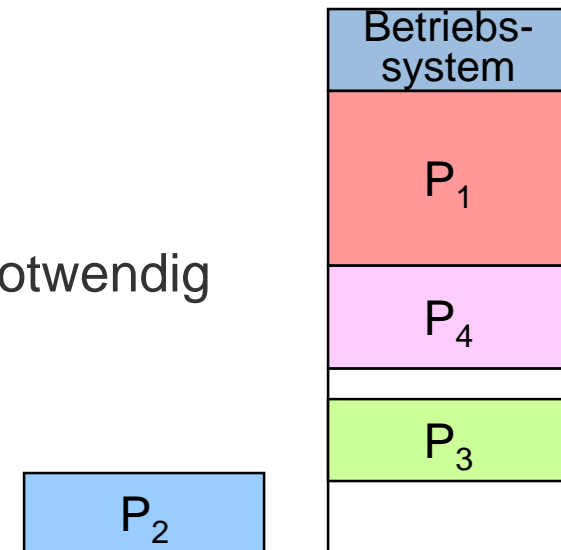 Betriebs-
system
P₁
otwendig
P₄
P₃
P₂